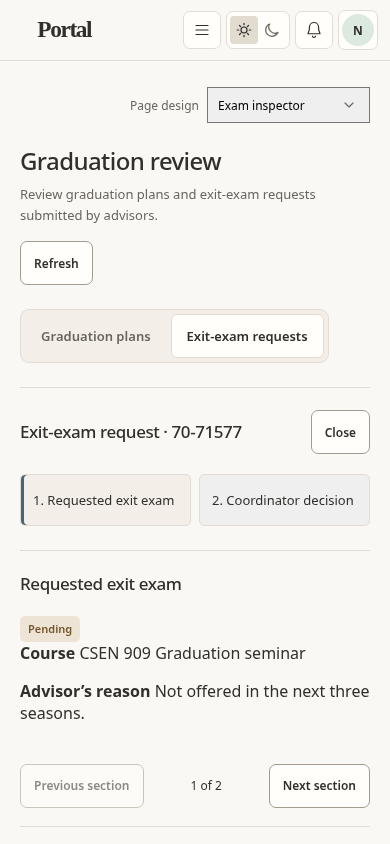 Portal
N
Page design
Exam inspector
Graduation review
Review graduation plans and exit-exam requests
submitted by advisors.
Refresh
Graduation plans
Exit-exam requests
Exit-exam request · 70-71577
Close
1. Requested exit exam
2. Coordinator decision
Requested exit exam
Pending
Course CSEN 909 Graduation seminar
Advisor’s reason Not offered in the next three
seasons.
Previous section
1 of 2
Next section